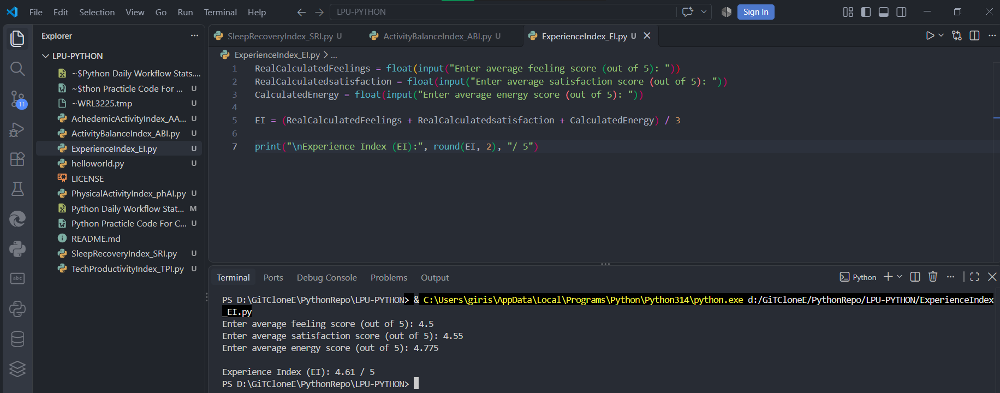 File Edit Selection View Go Run Terminal Help
LPU-PYTHON
Sign In
Explorer
LPU-PYTHON
~$Python Daily Workflow Stats....
~$thon Practicle Code For ... U
~WRL3225.tmp U
AchedemicActivityIndex_AA... U
ActivityBalanceIndex_ABI.py U
ExperienceIndex_EI.py U
helloworld.py U
LICENSE
PhysicalActivityIndex_phAI.py U
Python Daily Workflow Stat... M
Python Practicle Code For C... U
README.md
SleepRecoveryIndex_SRI.py U
TechProductivityIndex_TPI.py U
11
abc
SleepRecoveryIndex_SRI.py U
ActivityBalanceIndex_ABI.py U
ExperienceIndex_EI.py U
ExperienceIndex_EI.py > ...
1 RealCalculatedFeelings = float(input("Enter average feeling score (out of 5): "))
2 RealCalculatedsatisfaction = float(input("Enter average satisfaction score (out of 5): "))
3 CalculatedEnergy = float(input("Enter average energy score (out of 5): "))
4
5 EI = (RealCalculatedFeelings + RealCalculatedsatisfaction + CalculatedEnergy) / 3
6
7 print("\nExperience Index (EI):", round(EI, 2), "/ 5")
Terminal Ports Debug Console Problems Output
Python
PS D:\GiTCloneE\PythonRepo\LPU-PYTHON> & C:\Users\giris\AppData\Local\Programs\Python\Python314\python.exe d:/GiTCloneE/PythonRepo/LPU-PYTHON/ExperienceIndex
_EI.py
Enter average feeling score (out of 5): 4.5
Enter average satisfaction score (out of 5): 4.55
Enter average energy score (out of 5): 4.775
Experience Index (EI): 4.61 / 5
PS D:\GiTCloneE\PythonRepo\LPU-PYTHON>